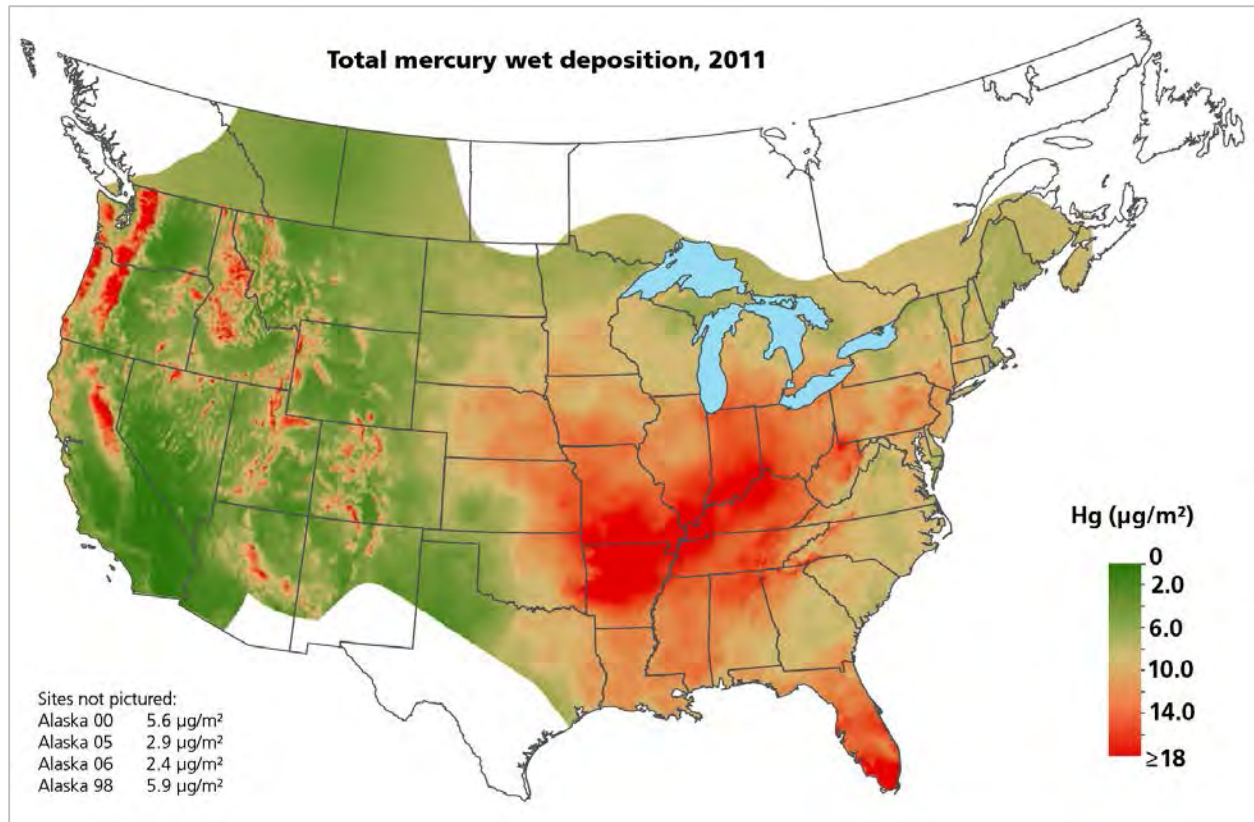 Total mercury wet deposition, 2011
Hg (µg/m²)
0
2.0
6.0
10.0
14.0
≥18
Sites not pictured:
Alaska 00 5.6 µg/m²
Alaska 05 2.9 µg/m²
Alaska 06 2.4 µg/m²
Alaska 98 5.9 µg/m²